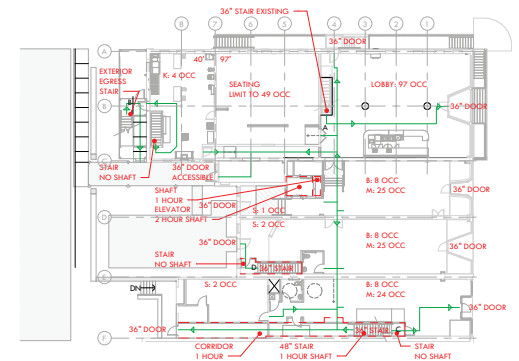 36" STAIR EXISTING
8
7
6
5
4
3
2
1
36" DOOR
A
40'
97"
EXTERIOR
EGRESS
STAIR
K: 4 OCC
SEATING
LIMIT TO 49 OCC
LOBBY: 97 OCC
B
36" DOOR
A
STAIR
NO SHAFT
36" DOOR
ACCESSIBLE
C
SHAFT
1 HOUR
ELEVATOR
2 HOUR SHAFT
36" DOOR
S: 1 OCC
S: 2 OCC
B: 8 OCC
M: 25 OCC
36" DOOR
D
36" DOOR
B: 8 OCC
M: 25 OCC
36" DOOR
STAIR
NO SHAFT
D
36" STAIR
E
DN
S: 2 OCC
B: 8 OCC
M: 24 OCC
36" DOOR
36" DOOR
36" STAIR
C
F
CORRIDOR
1 HOUR
48" STAIR
1 HOUR SHAFT
STAIR
NO SHAFT